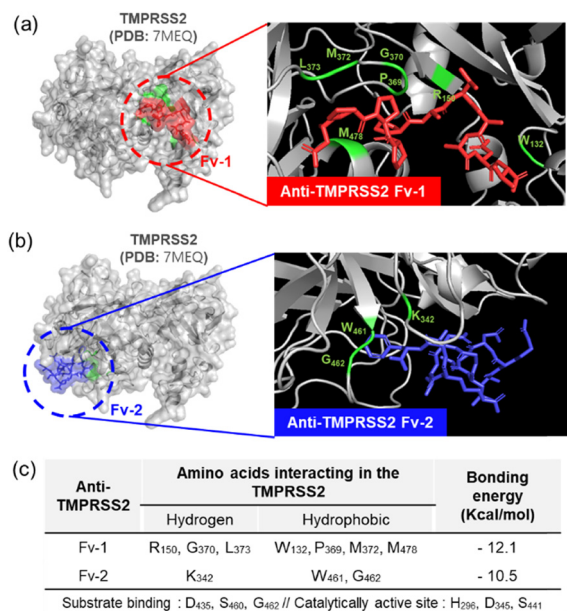 (a)
TMPRSS2
(PDB: 7MEQ)
Fv-1
M372
G370
L373
P369
R150
M478
W132
Anti-TMPRSS2 Fv-1
(b)
TMPRSS2
(PDB: 7MEQ)
Fv-2
K342
W461
G462
Anti-TMPRSS2 Fv-2
(c)
Anti-TMPRSS2 Amino acids interacting in the TMPRSS2 Bonding energy (Kcal/mol)
Hydrogen Hydrophobic
Fv-1 R150, G370, L373 W132, P369, M372, M478 - 12.1
Fv-2 K342 W461, G462 - 10.5
Substrate binding : D435, S460, G462 // Catalytically active site : H296, D345, S441